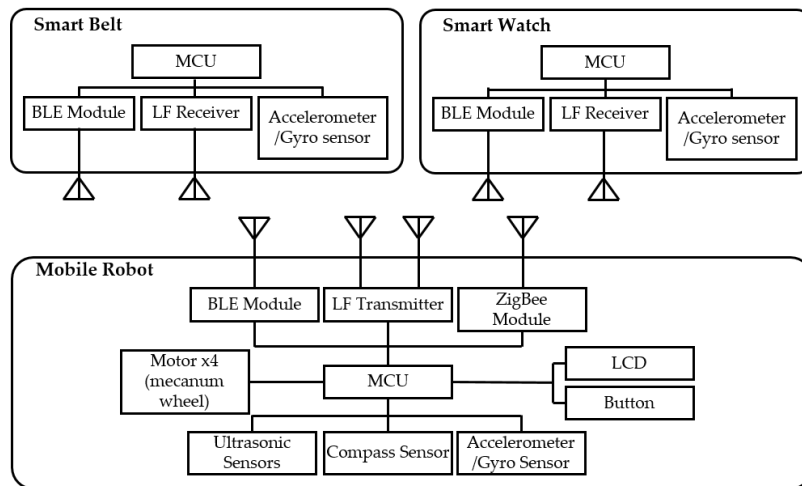 Smart Belt
MCU
BLE Module
LF Receiver
Accelerometer
/Gyro sensor
Smart Watch
MCU
BLE Module
LF Receiver
Accelerometer
/Gyro sensor
Mobile Robot
BLE Module
LF Transmitter
ZigBee
Module
Motor x4
(mecanum
wheel)
MCU
LCD
Button
Ultrasonic
Sensors
Compass Sensor
Accelerometer
/Gyro Sensor